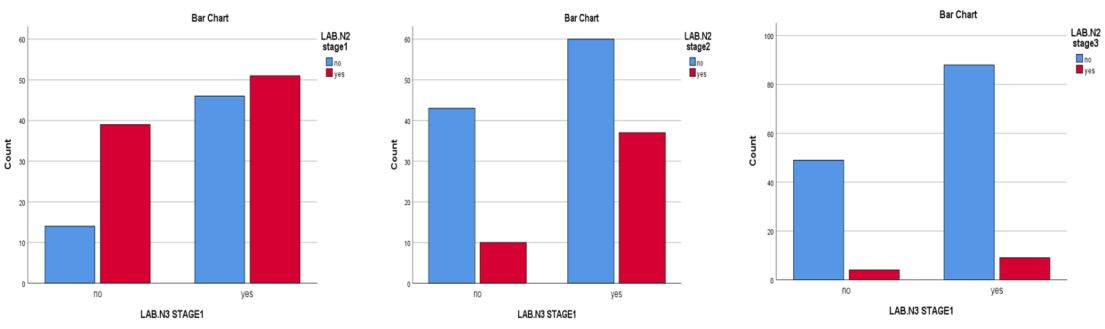 Bar Chart
LAB.N2
stage1
no
yes
60
50
40
30
20
10
0
Count
no
yes
LAB.N3 STAGE1
Bar Chart
LAB.N2
stage2
no
yes
60
50
40
30
20
10
0
Count
no
yes
LAB.N3 STAGE1
Bar Chart
LAB.N2
stage3
no
yes
100
80
60
40
20
0
Count
no
yes
LAB.N3 STAGE1